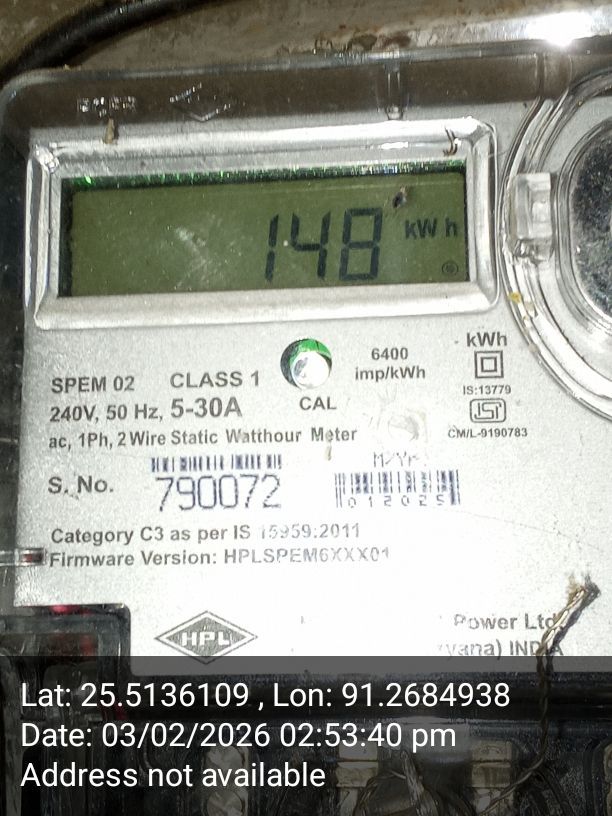 148 kWh
6400
imp/kWh
kWh
SPEM 02 CLASS 1
IS:13779
240V, 50 Hz, 5-30A
CAL
ac, 1Ph, 2 Wire Static Watthour Meter
CM/L-9190783
M/Yr
S. No. 790072
012025
Category C3 as per IS 15959:2011
Firmware Version: HPLSPEM6XXX01
HPL
Power Ltd
INDIA
Lat: 25.5136109 , Lon: 91.2684938
Date: 03/02/2026 02:53:40 pm
Address not available